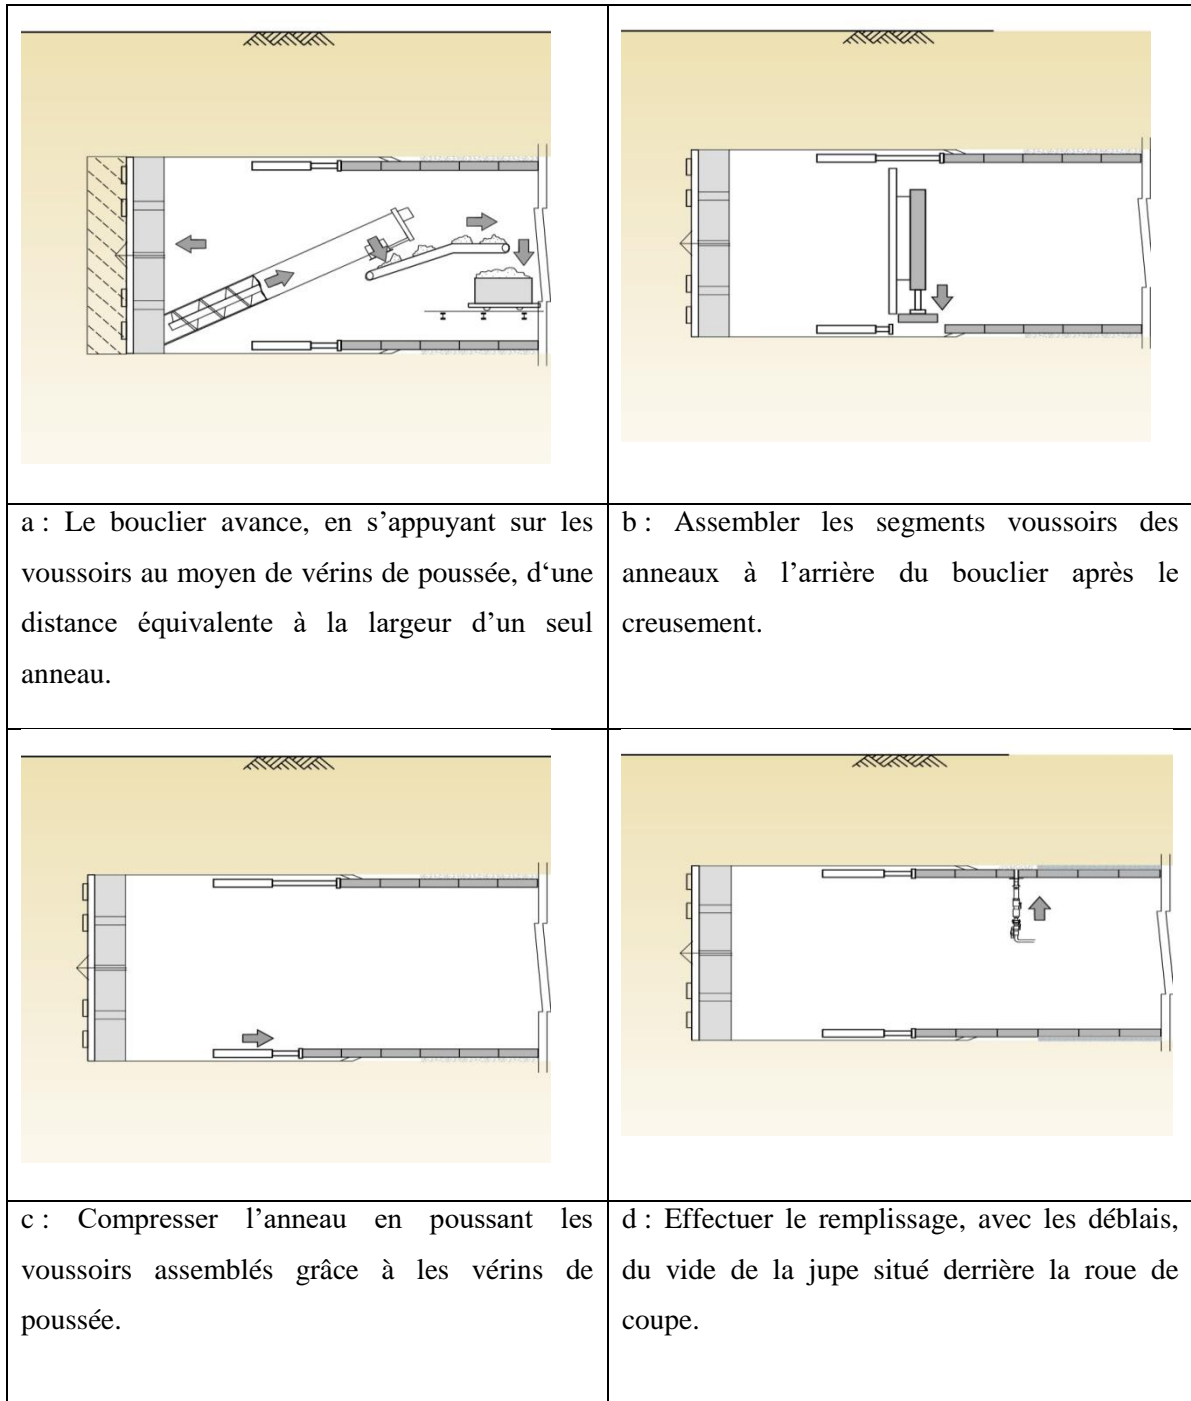 a : Le bouclier avance, en s’appuyant sur les
voussoirs au moyen de vérins de poussée, d‘une
distance équivalente à la largeur d’un seul
anneau.
b : Assembler les segments voussoirs des
anneaux à l’arrière du bouclier après le
creusement.
c : Compresser l’anneau en poussant les
voussoirs assemblés grâce à les vérins de
poussée.
d : Effectuer le remplissage, avec les déblais,
du vide de la jupe situé derrière la roue de
coupe.